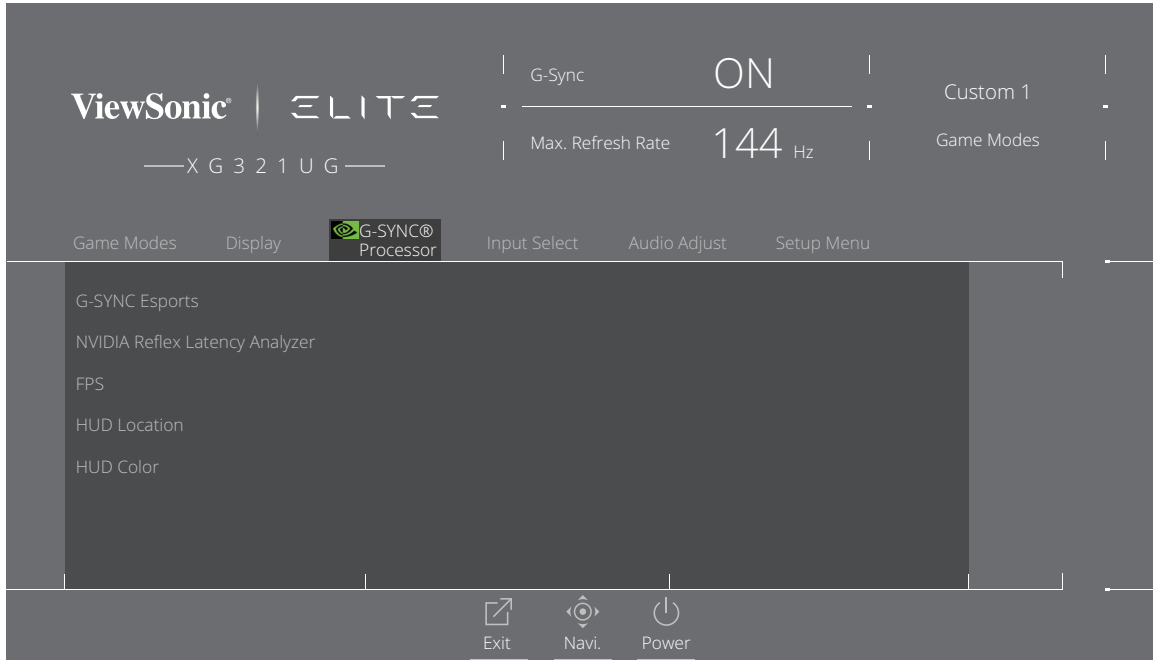 ViewSonic® ELITE
XG321UG
G-Sync ON
Max. Refresh Rate 144 Hz
Custom 1
Game Modes
Game Modes Display G-SYNC® Processor Input Select Audio Adjust Setup Menu
G-SYNC Esports
NVIDIA Reflex Latency Analyzer
FPS
HUD Location
HUD Color
Exit Navi. Power